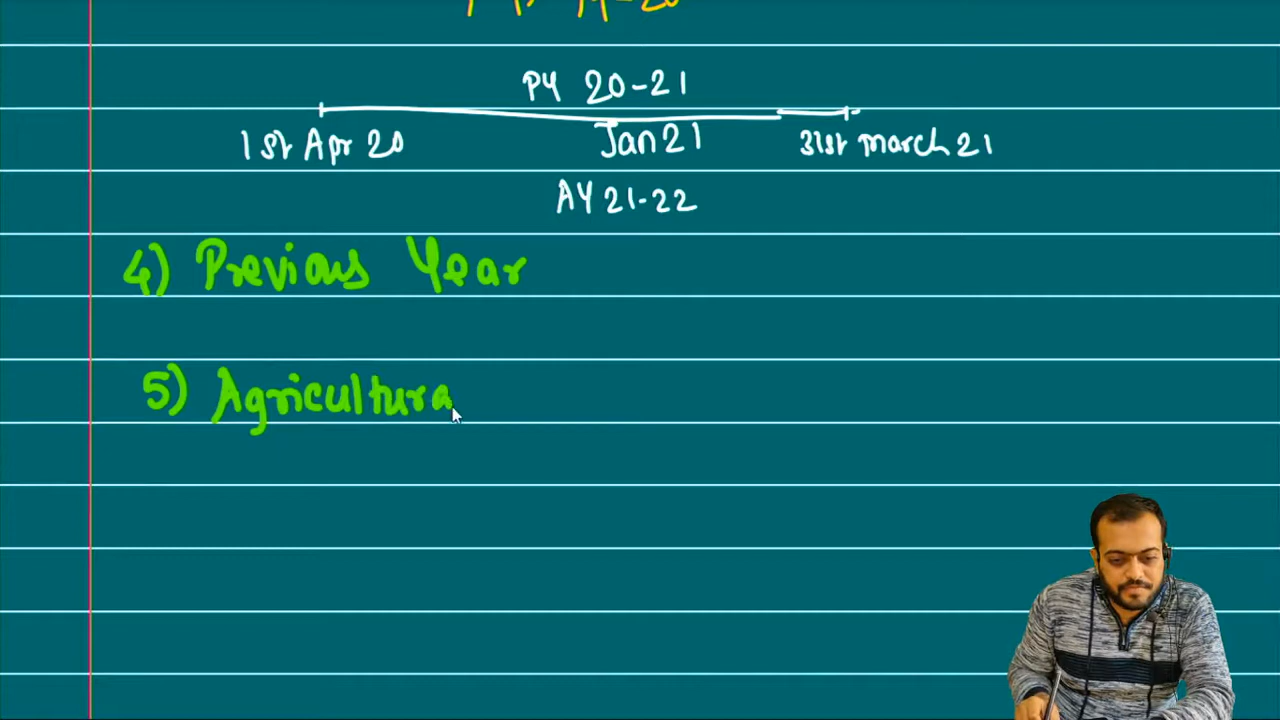 PY 20-21
1st Apr 20 Jan 21 31st march 21
AY 21-22
4) Previous Year
5) Agricultura